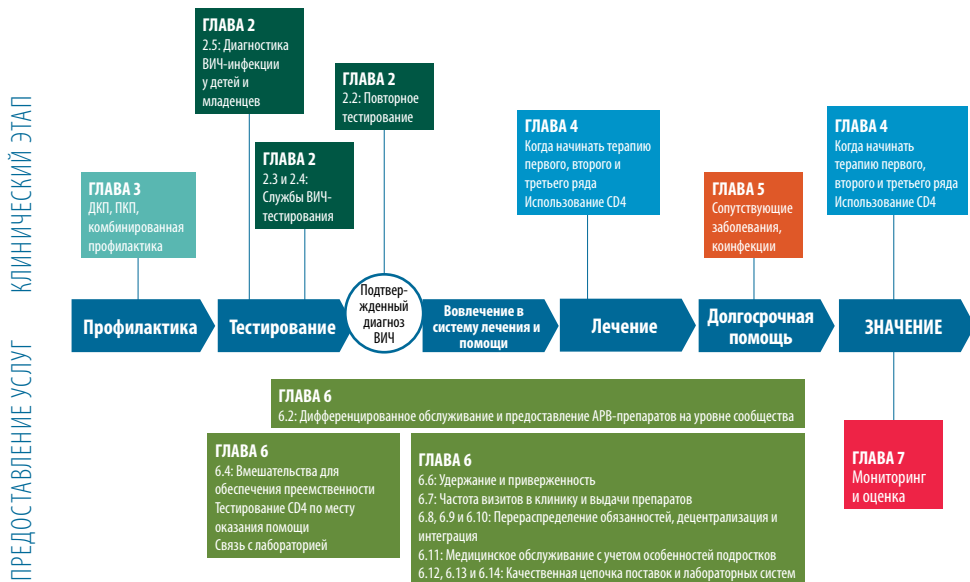 КЛИНИЧЕСКИЙ ЭТАП
ГЛАВА 3
ДКП, ПКП,
комбинированная
профилактика
ГЛАВА 2
2.5: Диагностика
ВИЧ-инфекции
у детей и
младенцев
ГЛАВА 2
2.3 и 2.4:
Службы ВИЧ-
тестирования
ГЛАВА 2
2.2: Повторное
тестирование
ГЛАВА 4
Когда начинать терапию
первого, второго и
третьего ряда
Использование CD4
ГЛАВА 5
Сопутствующие
заболевания,
коинфекции
ГЛАВА 4
Когда начинать
терапию первого,
второго и третьего ряда
Использование CD4
Профилактика
Тестирование
Подтвер-
жденный
диагноз
ВИЧ
Вовлечение в
систему лечения и
помощи
Лечение
Долгосрочная
помощь
ЗНАЧЕНИЕ
ПРЕДОСТАВЛЕНИЕ УСЛУГ
ГЛАВА 6
6.2: Дифференцированное обслуживание и предоставление АРВ-препаратов на уровне сообщества
ГЛАВА 6
6.4: Вмешательства для
обеспечения преемственности
Тестирование CD4 по месту
оказания помощи
Связь с лабораторией
ГЛАВА 6
6.6: Удержание и приверженность
6.7: Частота визитов в клинику и выдачи препаратов
6.8, 6.9 и 6.10: Перераспределение обязанностей, децентрализация и
интеграция
6.11: Медицинское обслуживание с учетом особенностей подростков
6.12, 6.13 и 6.14: Качественная цепочка поставок и лабораторных систем
ГЛАВА 7
Мониторинг
и оценка